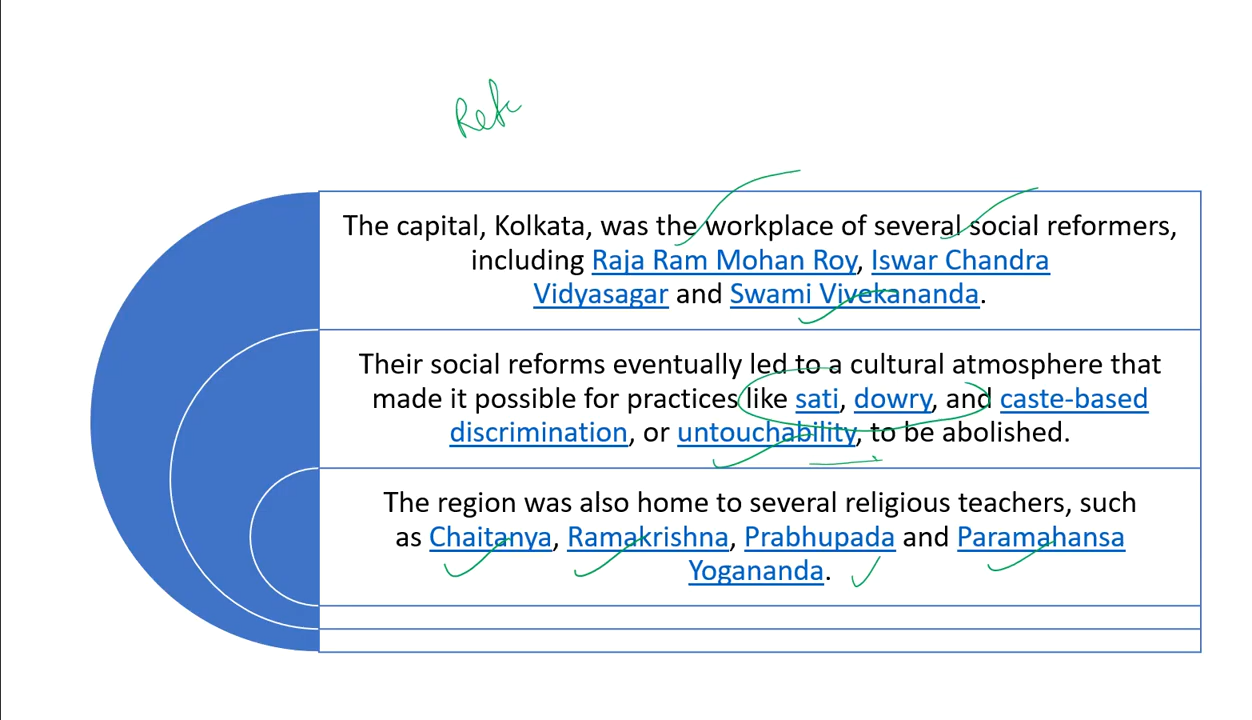 Refo
The capital, Kolkata, was the workplace of several social reformers,
including Raja Ram Mohan Roy, Iswar Chandra
Vidyasagar and Swami Vivekananda.
Their social reforms eventually led to a cultural atmosphere that
made it possible for practices like sati, dowry, and caste-based
discrimination, or untouchability, to be abolished.
The region was also home to several religious teachers, such
as Chaitanya, Ramakrishna, Prabhupada and Paramahansa
Yogananda.